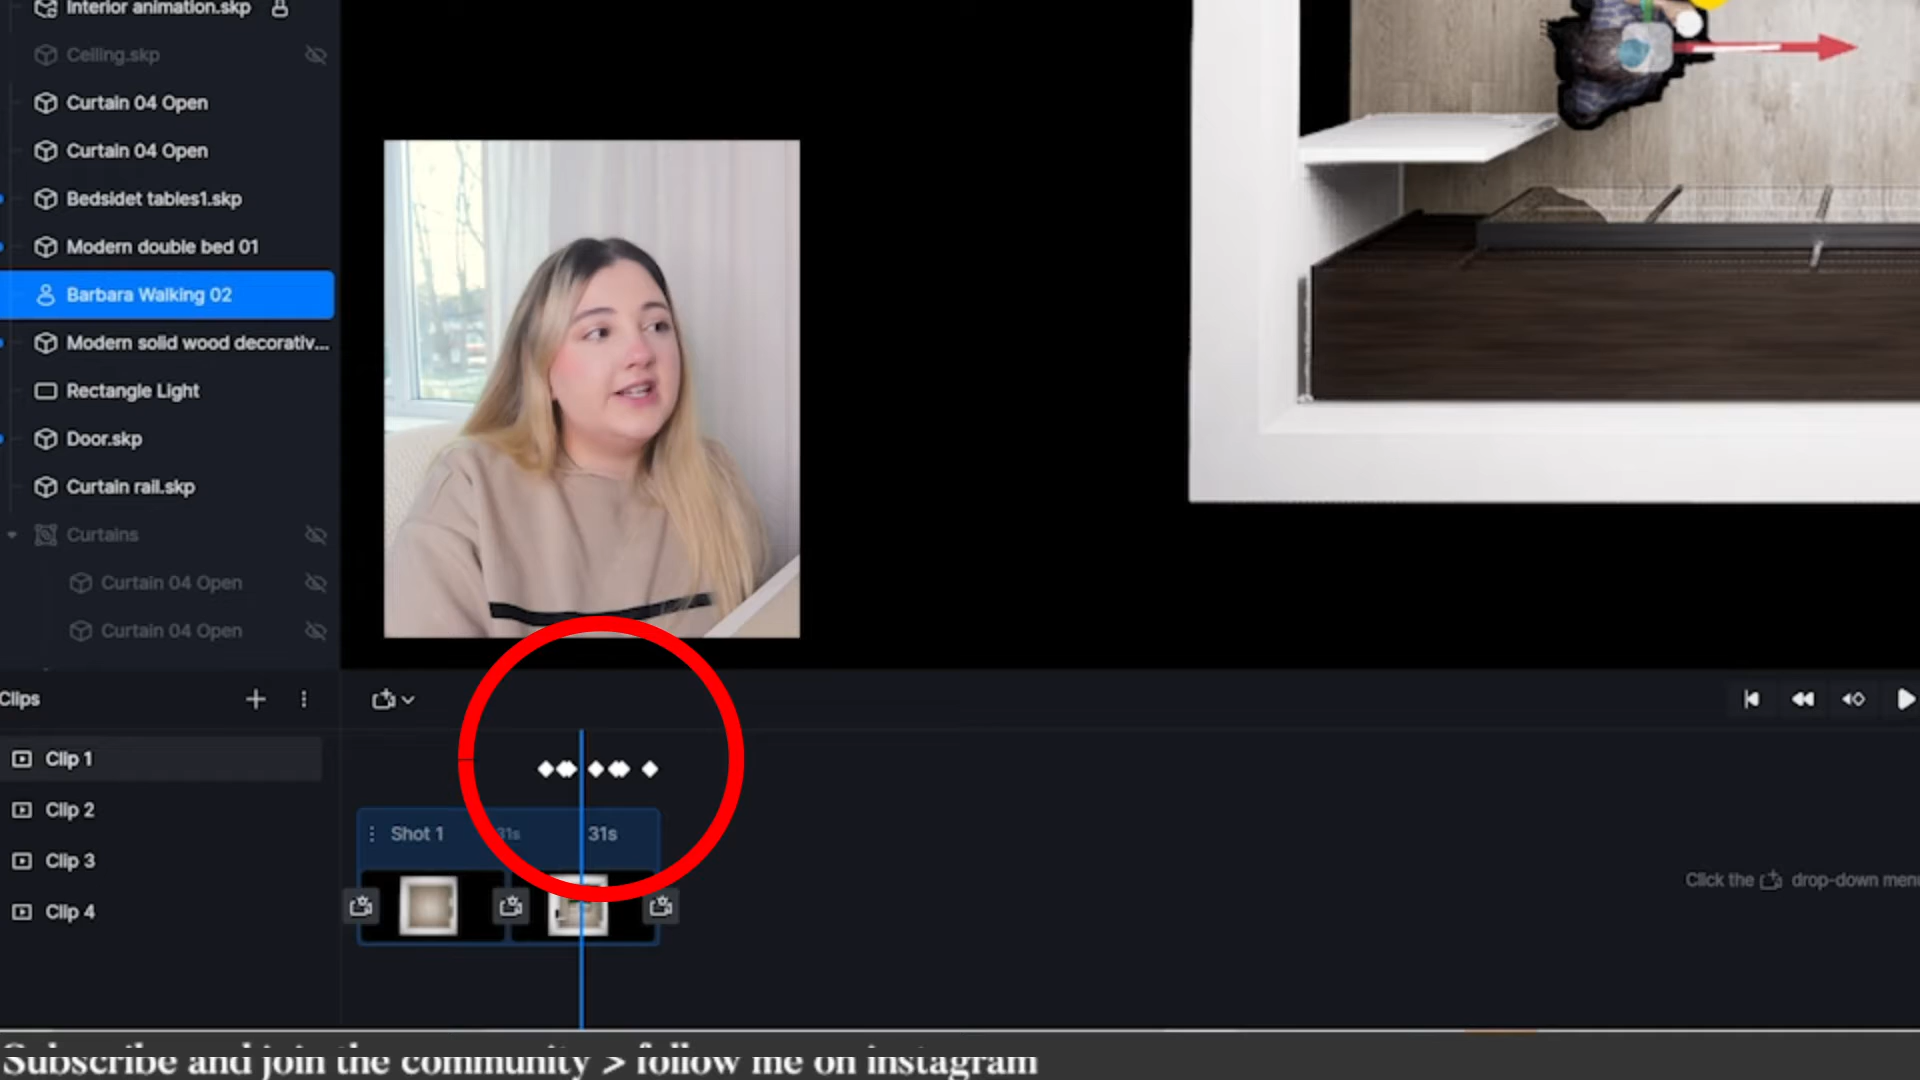 Interior animation.skp
Ceiling.skp
Curtain 04 Open
Curtain 04 Open
Bedsidet tables1.skp
Modern double bed 01
Barbara Walking 02
Modern solid wood decorativ...
Rectangle Light
Door.skp
Curtain rail.skp
Curtains
Curtain 04 Open
Curtain 04 Open
Clips
Clip 1
Clip 2
Clip 3
Clip 4
Shot 1
31s
31s
Click the drop-down menu
Subscribe and join the community > follow me on instagram